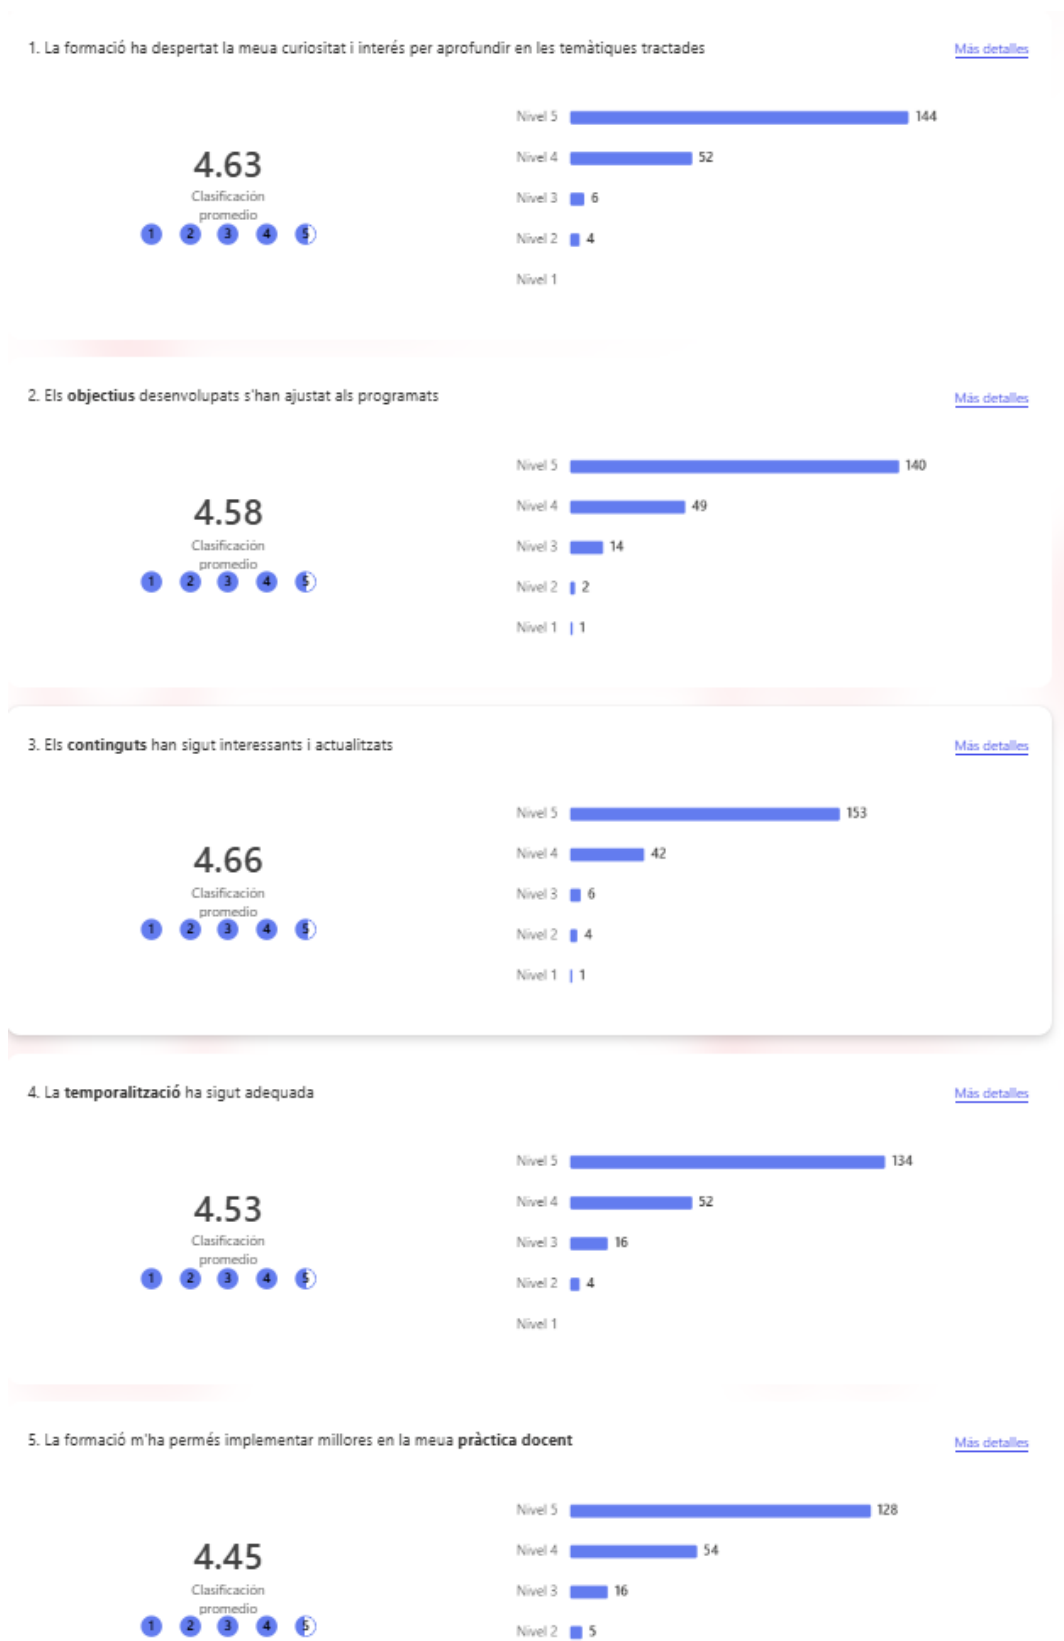 1. La formació ha despertat la meua curiositat i interés per aprofundir en les temàtiques tractades
Más detalles
4.63
Clasificación
promedio
1 2 3 4 5
Nivel 5 144
Nivel 4 52
Nivel 3 6
Nivel 2 4
Nivel 1
2. Els objectius desenvolupats s'han ajustat als programats
Más detalles
4.58
Clasificación
promedio
1 2 3 4 5
Nivel 5 140
Nivel 4 49
Nivel 3 14
Nivel 2 2
Nivel 1 1
3. Els continguts han sigut interessants i actualitzats
Más detalles
4.66
Clasificación
promedio
1 2 3 4 5
Nivel 5 153
Nivel 4 42
Nivel 3 6
Nivel 2 4
Nivel 1 1
4. La temporalització ha sigut adequada
Más detalles
4.53
Clasificación
promedio
1 2 3 4 5
Nivel 5 134
Nivel 4 52
Nivel 3 16
Nivel 2 4
Nivel 1
5. La formació m'ha permés implementar millores en la meua pràctica docent
Más detalles
4.45
Clasificación
promedio
1 2 3 4 5
Nivel 5 128
Nivel 4 54
Nivel 3 16
Nivel 2 5